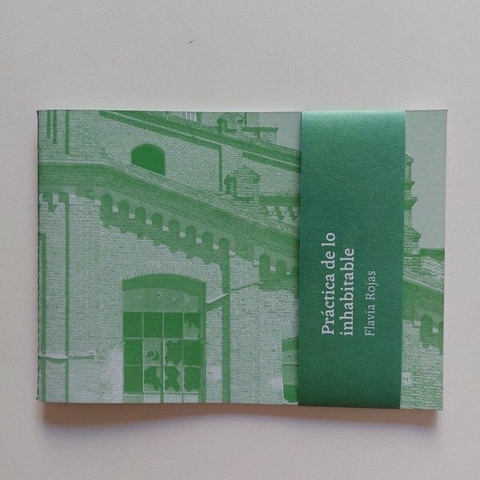 Práctica de lo
inhabitable
Flavia Rojas